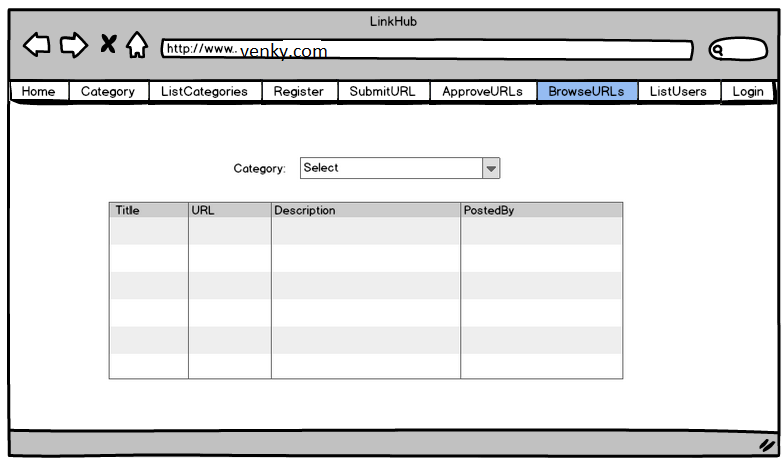 LinkHub
http://www..venky.com
Home Category ListCategories Register SubmitURL ApproveURLs BrowseURLs ListUsers Login
Category: Select
Title URL Description PostedBy